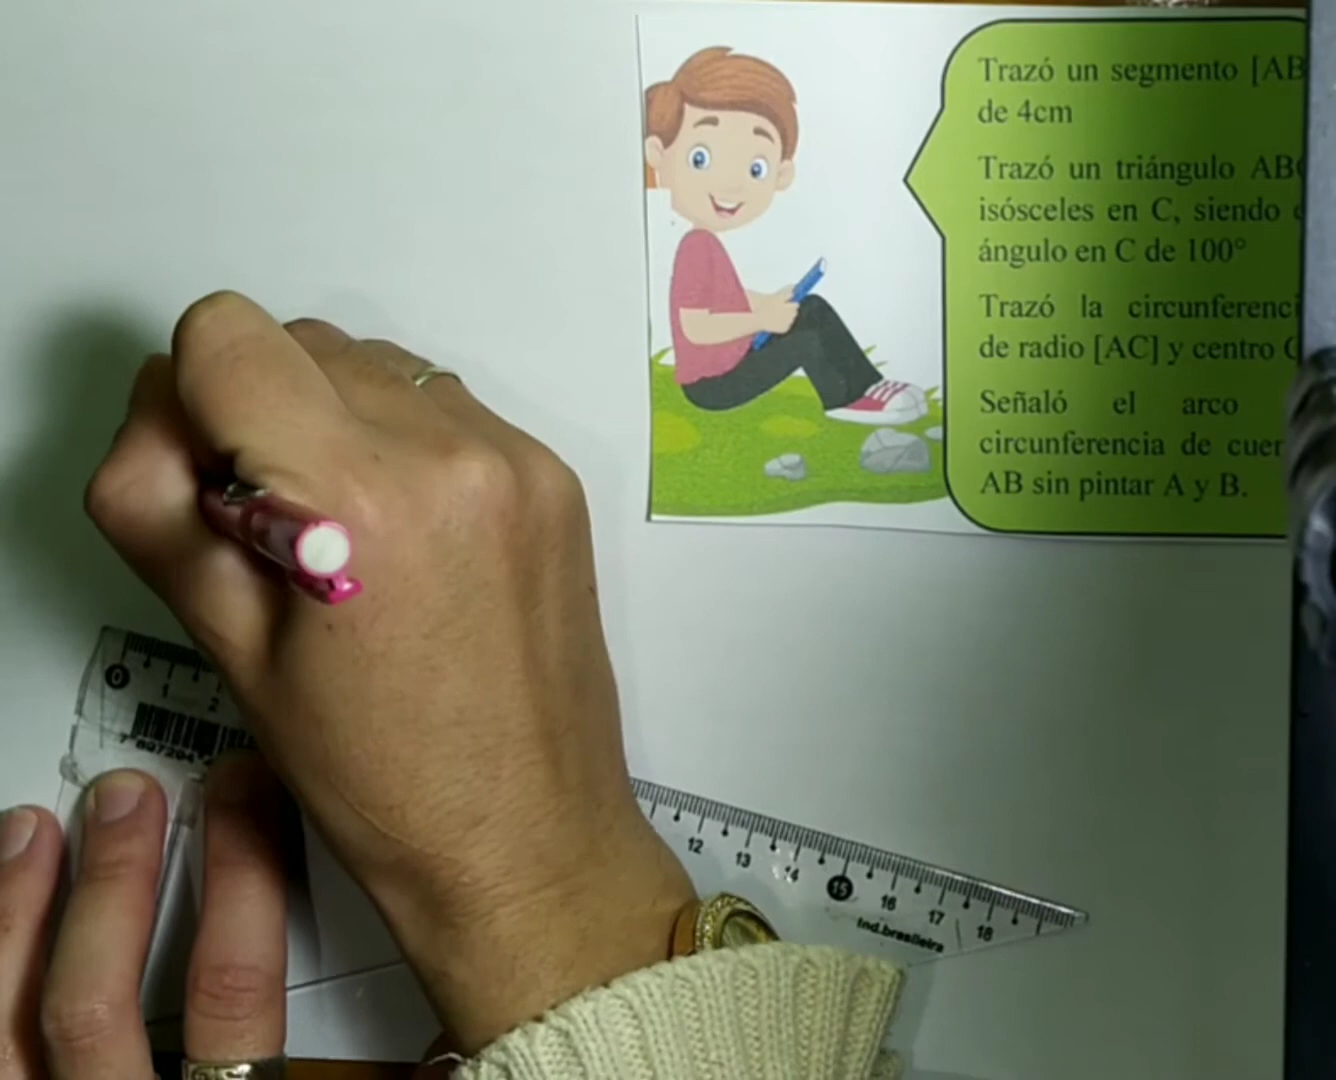 Trazó un segmento [AB
de 4cm
Trazó un triángulo AB
isósceles en C, siendo
ángulo en C de 100°
Trazó la circunferenci
de radio [AC] y centro
Señaló el arco
circunferencia de cuer
AB sin pintar A y B.
0 1 2
12 13 14 15 16 17 18
Ind.brasileira